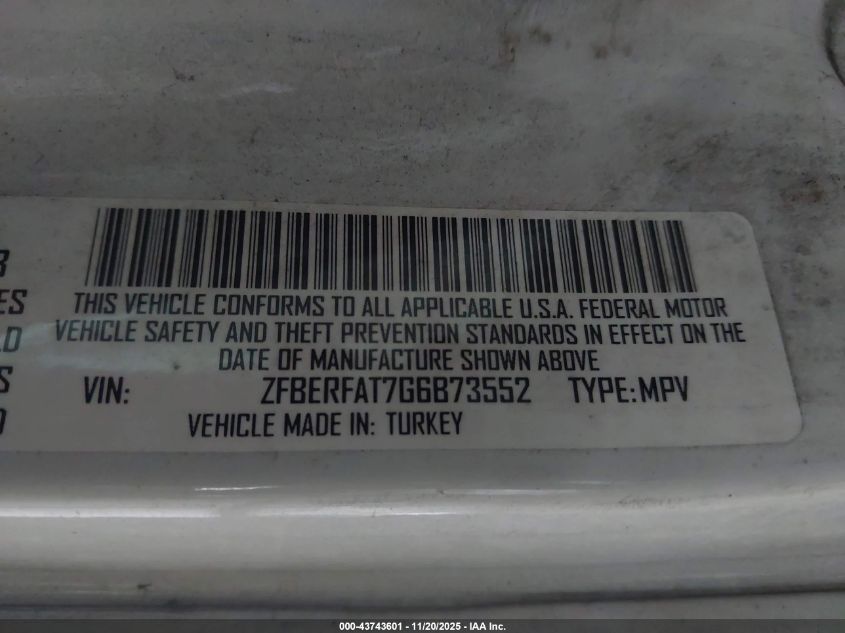 THIS VEHICLE CONFORMS TO ALL APPLICABLE U.S.A. FEDERAL MOTOR
ES
VEHICLE SAFETY AND THEFT PREVENTION STANDARDS IN EFFECT ON THE
DATE OF MANUFACTURE SHOWN ABOVE
VIN: ZFBERFAT7G6B73552 TYPE:MPV
VEHICLE MADE IN: TURKEY
000-43743601 - 11/20/2025 - IAA Inc.